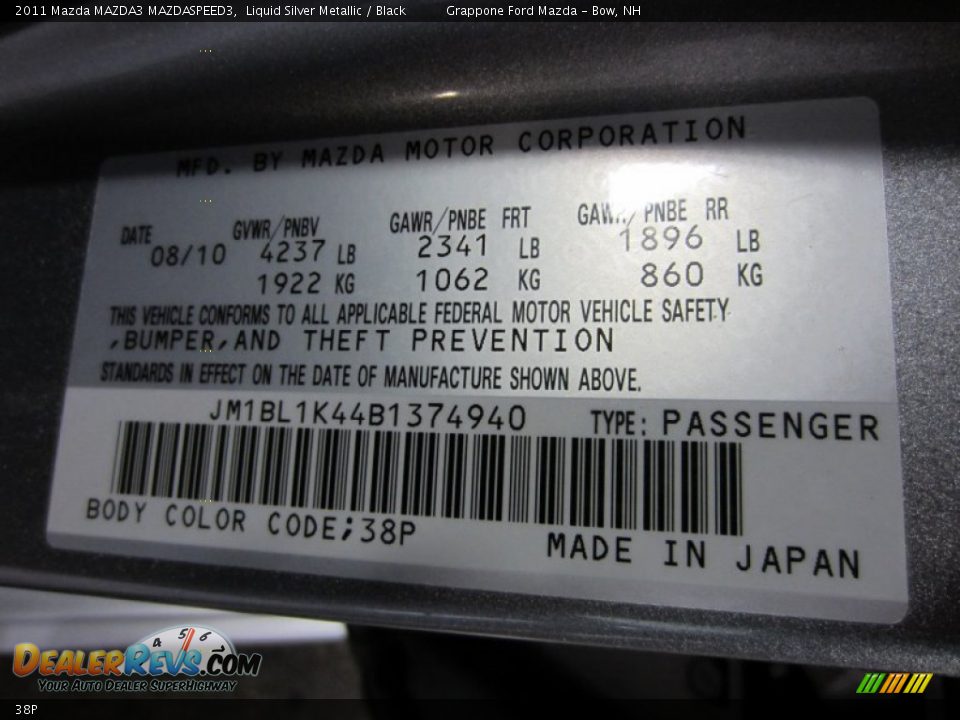 2011 Mazda MAZDA3 MAZDASPEED3, Liquid Silver Metallic / Black Grappone Ford Mazda - Bow, NH
MFD. BY MAZDA MOTOR CORPORATION
DATE GVWR/PNBV GAWR/PNBE FRT GAWR/PNBE RR
08/10 4237 LB 2341 LB 1896 LB
1922 KG 1062 KG 860 KG
THIS VEHICLE CONFORMS TO ALL APPLICABLE FEDERAL MOTOR VEHICLE SAFETY
,BUMPER,AND THEFT PREVENTION
STANDARDS IN EFFECT ON THE DATE OF MANUFACTURE SHOWN ABOVE.
JM1BL1K44B1374940 TYPE: PASSENGER
BODY COLOR CODE;38P
MADE IN JAPAN
4 5 6
DEALERREVS.COM
YOUR AUTO DEALER SUPERHIGHWAY
38P